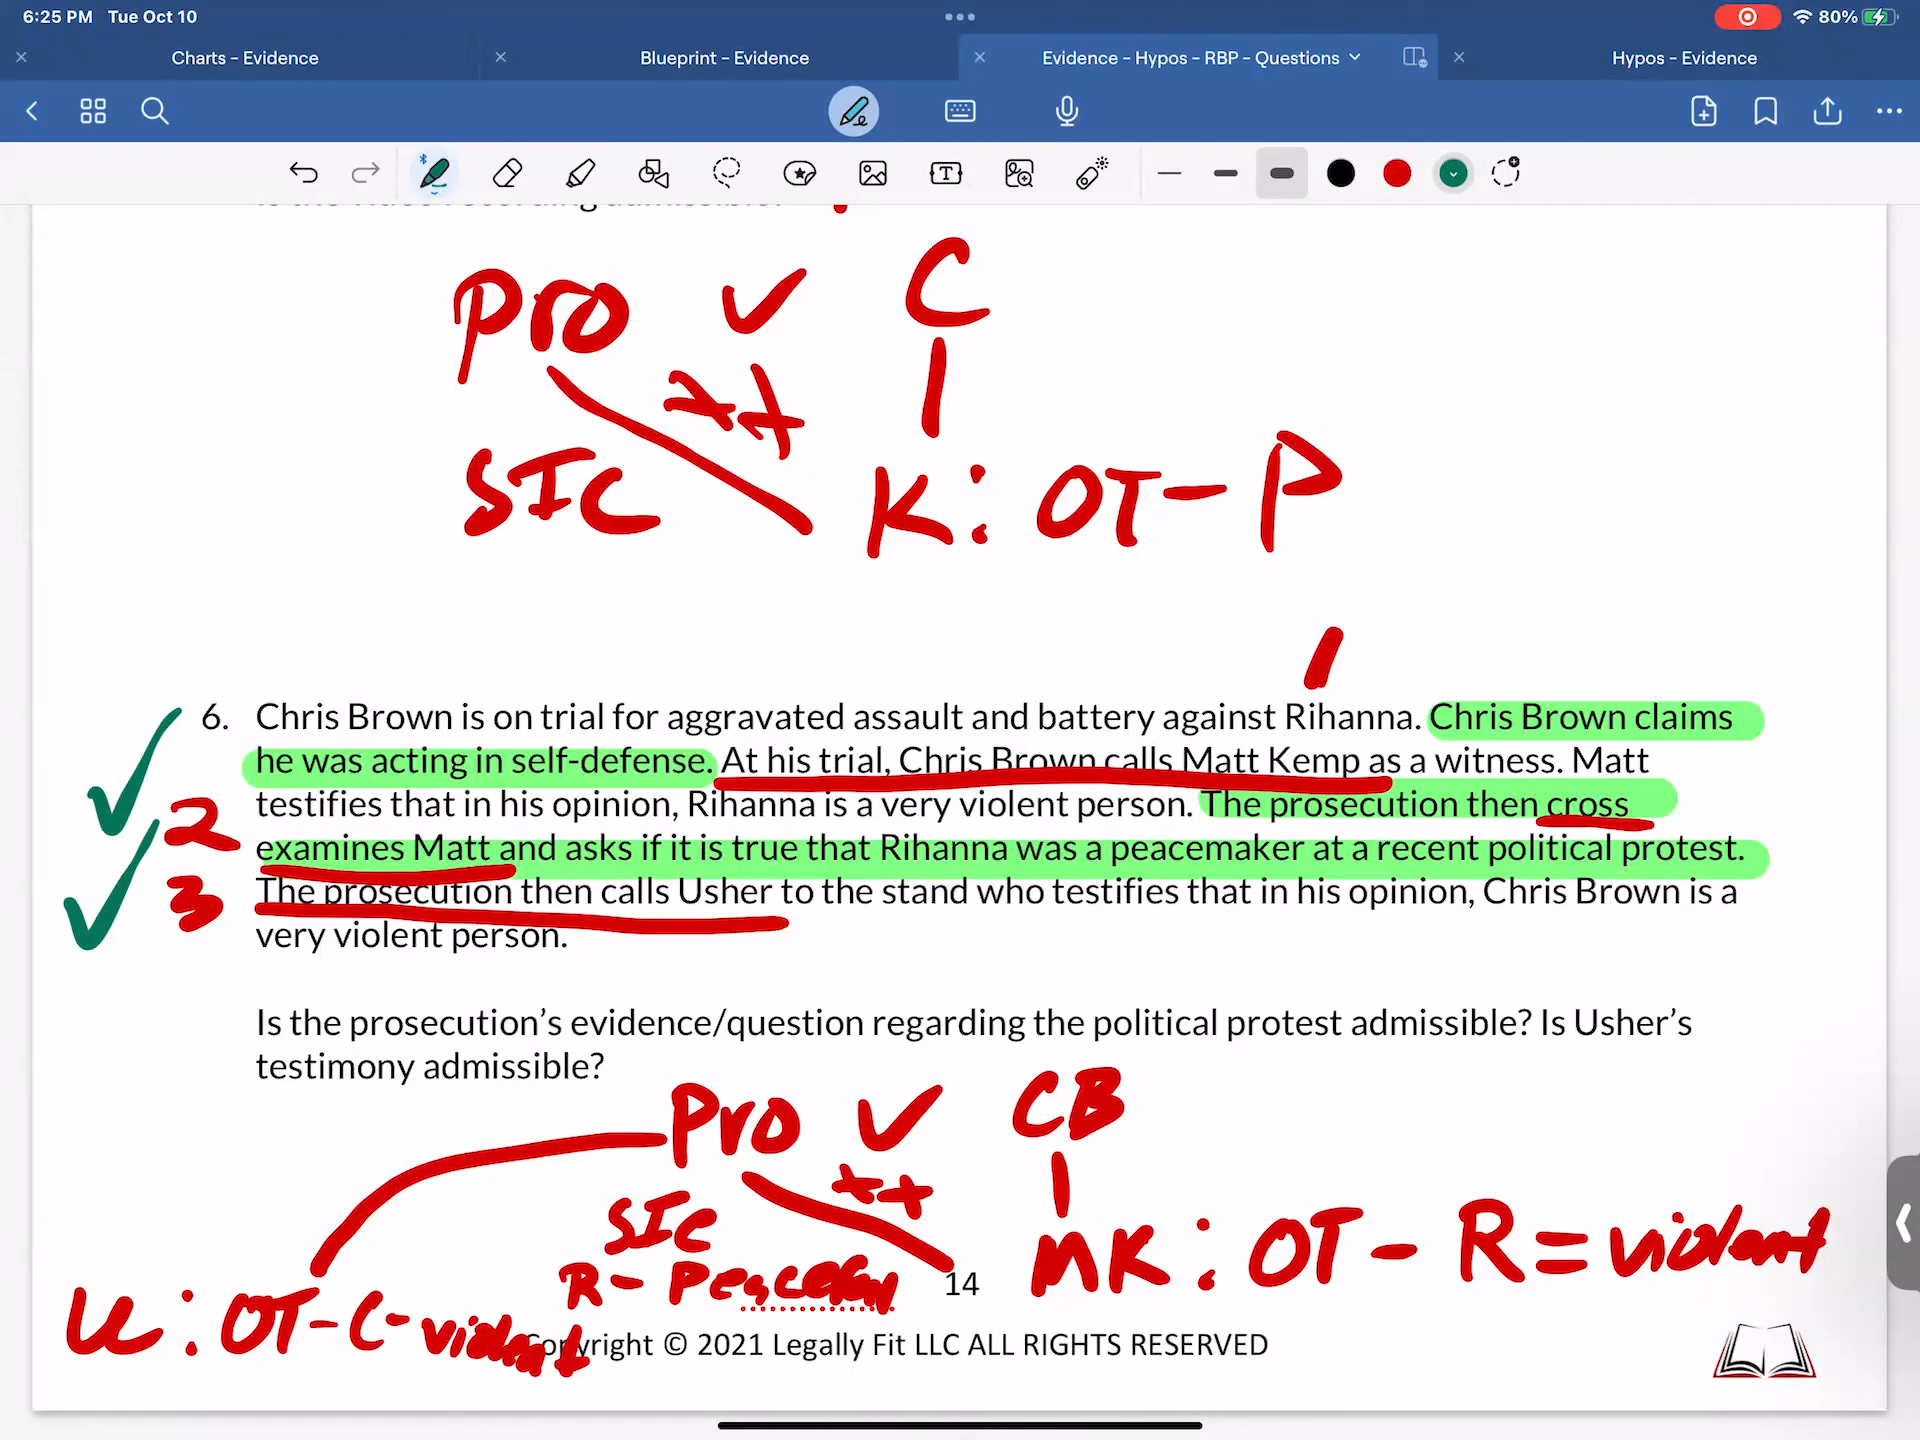 6:25 PM Tue Oct 10
80%
Charts - Evidence
Blueprint - Evidence
Evidence - Hypos - RBP - Questions
Hypos - Evidence
Pro v C
xx
SIC
K: OT- P
6. Chris Brown is on trial for aggravated assault and battery against Rihanna. Chris Brown claims
he was acting in self-defense. At his trial, Chris Brown calls Matt Kemp as a witness. Matt
testifies that in his opinion, Rihanna is a very violent person. The prosecution then cross
2
examines Matt and asks if it is true that Rihanna was a peacemaker at a recent political protest.
3
The prosecution then calls Usher to the stand who testifies that in his opinion, Chris Brown is a
very violent person.
Is the prosecution's evidence/question regarding the political protest admissible? Is Usher's
testimony admissible?
Pro v CB
xx
SIC
MK: OT- R=violent
R- Peaceful
14
U: OT-C-violent
Copyright © 2021 Legally Fit LLC ALL RIGHTS RESERVED